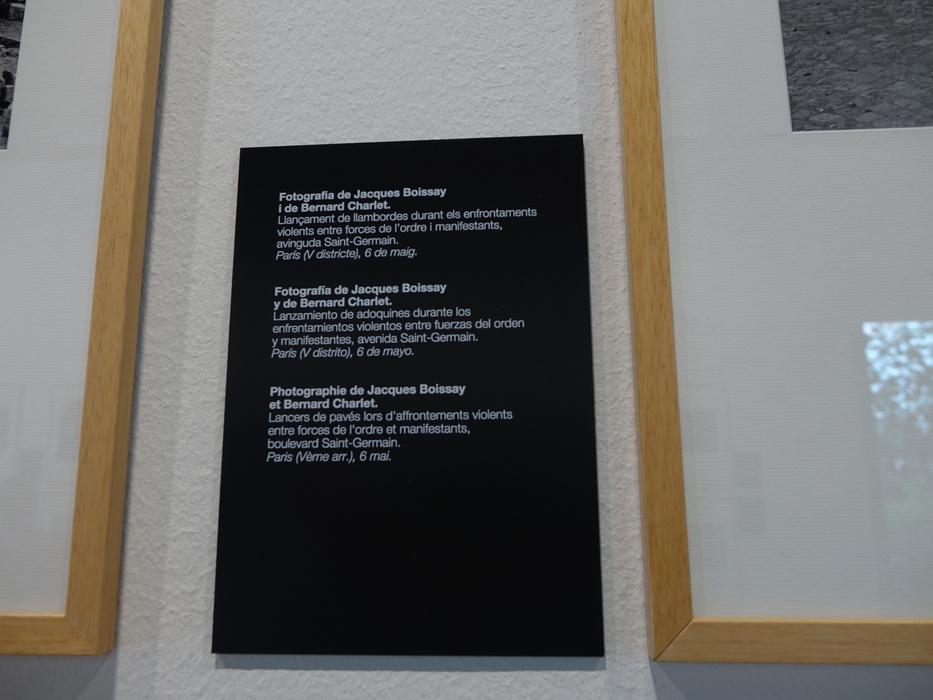 Fotografia de Jacques Boissay
i de Bernard Charlet.
Llançament de llambordes durant els enfrontaments
violents entre forces de l'ordre i manifestants,
avinguda Saint-Germain.
París (V districte), 6 de maig.
Fotografía de Jacques Boissay
y de Bernard Charlet.
Lanzamiento de adoquines durante los
enfrentamientos violentos entre fuerzas del orden
y manifestantes, avenida Saint-Germain.
París (V distrito), 6 de mayo.
Photographie de Jacques Boissay
et Bernard Charlet.
Lancers de pavés lors d'affrontements violents
entre forces de l'ordre et manifestants,
boulevard Saint-Germain.
Paris (Vème arr.), 6 mai.